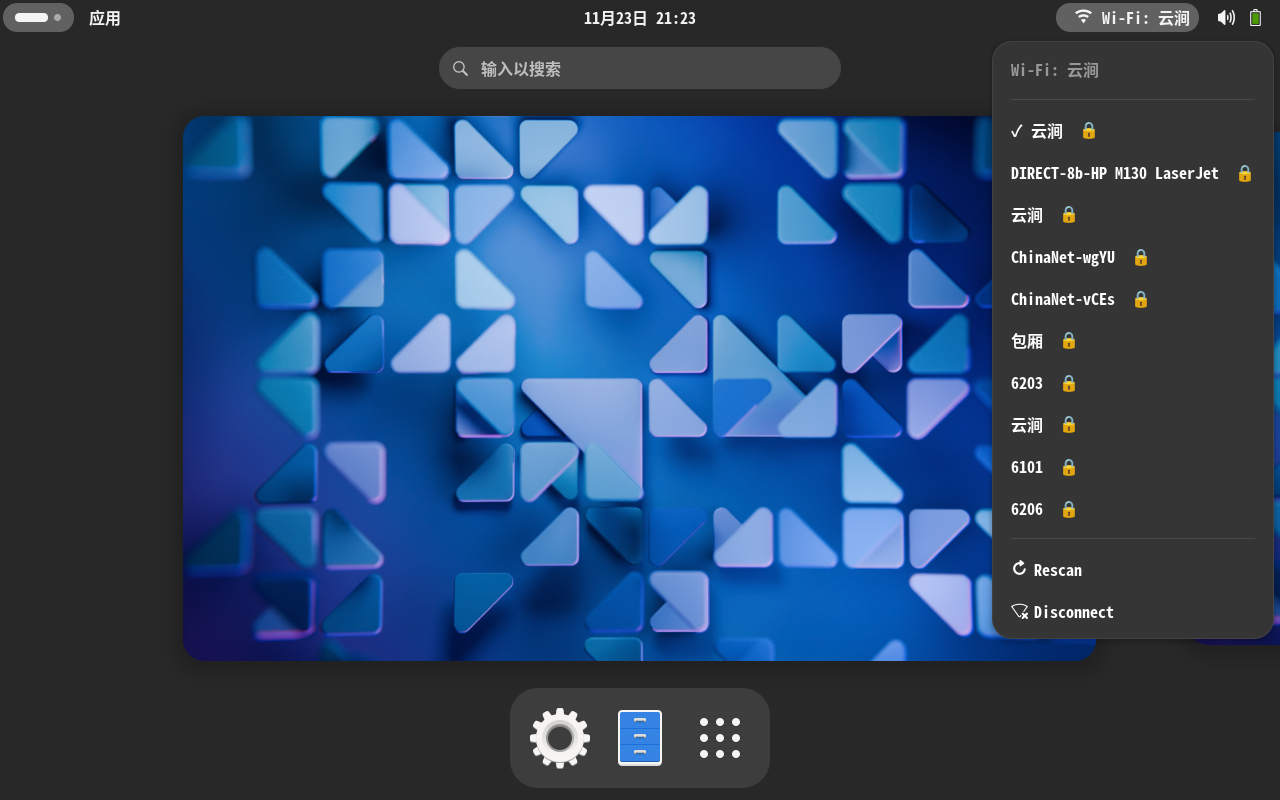 应用
11月23日 21:23
Wi-Fi: 云涧
输入以搜索
Wi-Fi: 云涧
✓ 云涧 🔒
DIRECT-8b-HP M130 LaserJet 🔒
云涧 🔒
ChinaNet-wgYU 🔒
ChinaNet-vCEs 🔒
包厢 🔒
6203 🔒
云涧 🔒
6101 🔒
6206 🔒
Rescan
Disconnect